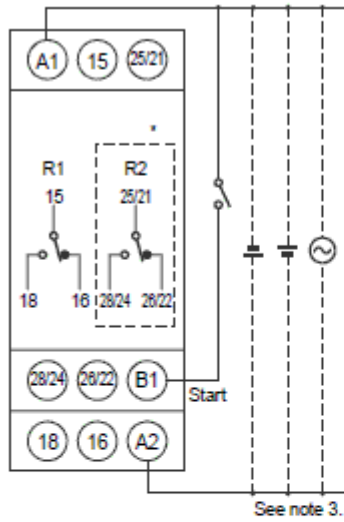 A1 15 25/21
*
R1 R2
15 25/21
18 16 28/24 26/22
28/24 26/22 B1
Start
18 16 A2
See note 3.